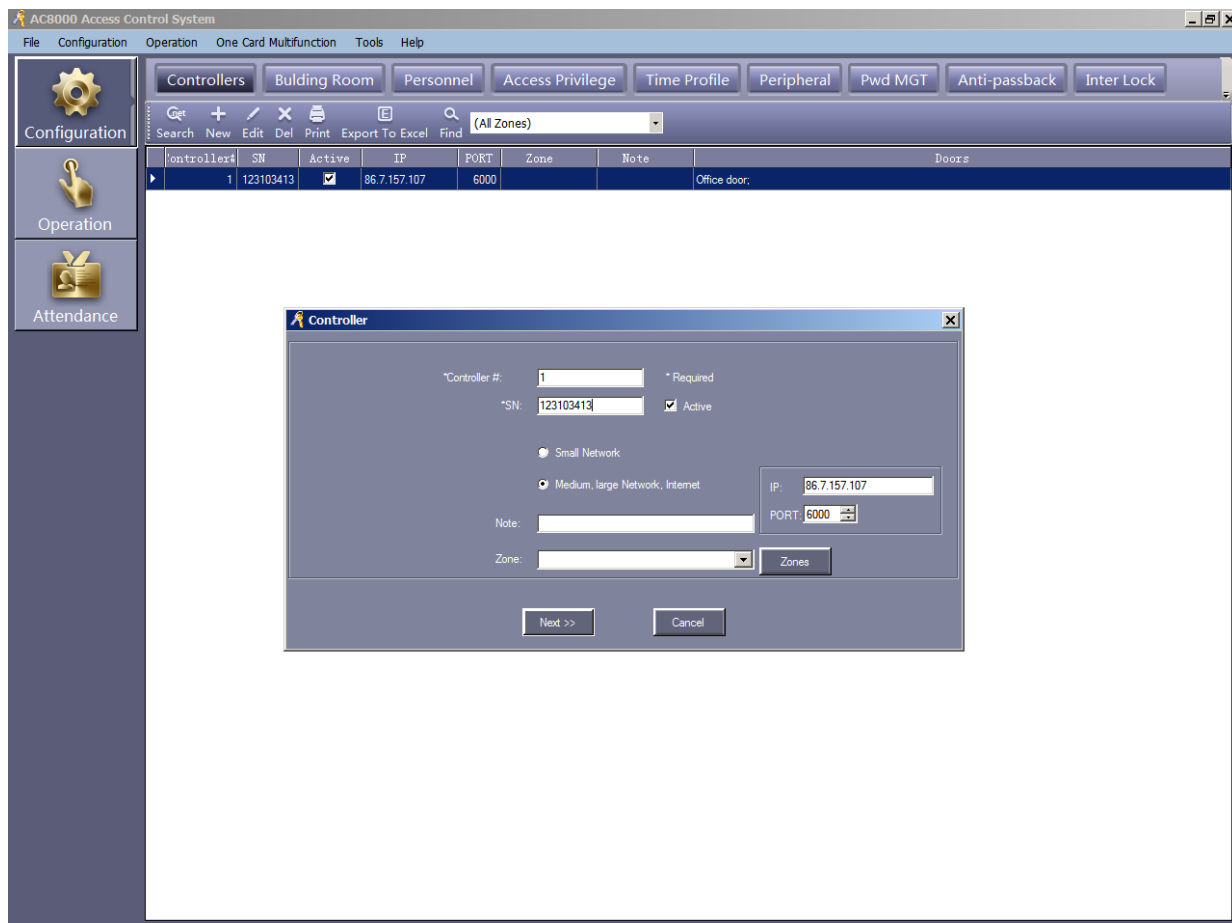 AC8000 Access Control System
File Configuration Operation One Card Multifunction Tools Help
Controllers Bulding Room Personnel Access Privilege Time Profile Peripheral Pwd MGT Anti-passback Inter Lock
Configuration
Get
Search New Edit Del Print Export To Excel Find (All Zones)
ontroller# SN Active IP PORT Zone Note Doors
1 123103413 86.7.157.107 6000 Office door;
Operation
Attendance
Controller
*Controller #: 1 * Required
*SN: 123103413 Active
Small Network
Medium, large Network, Internet IP: 86.7.157.107
PORT: 6000
Note:
Zone: Zones
Next >> Cancel